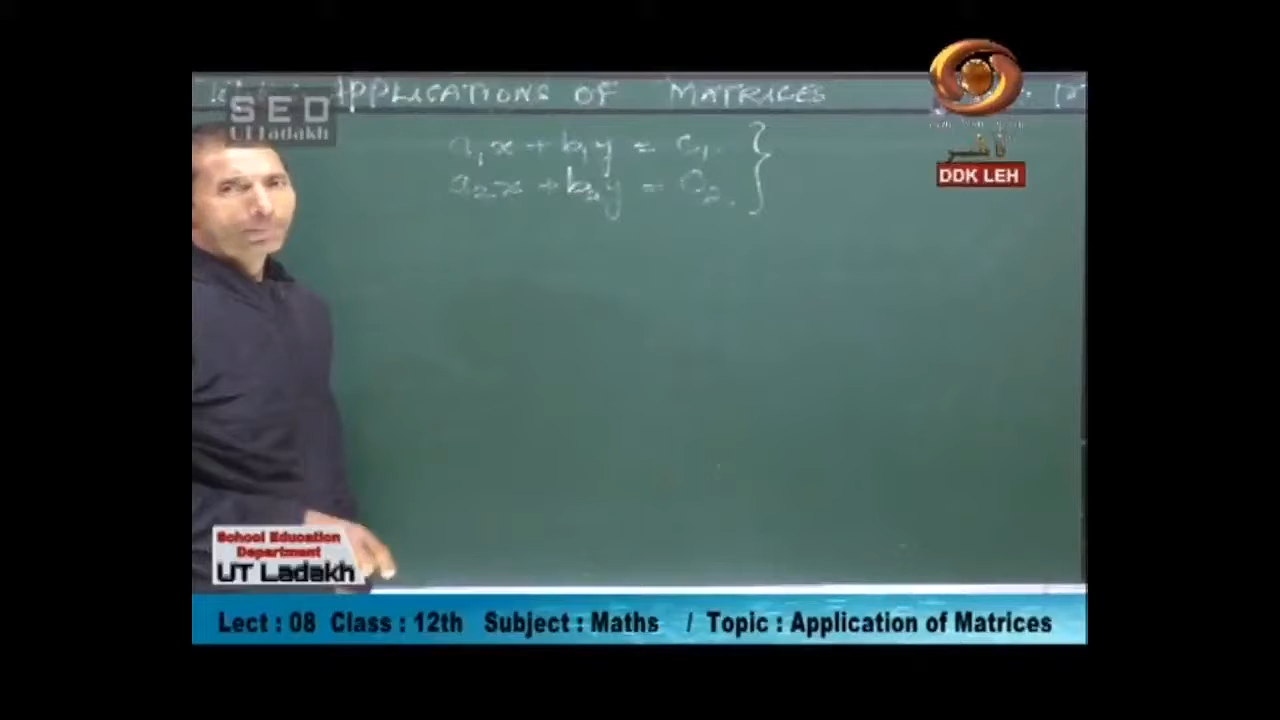 APPLICATIONS OF MATRICES
SED
UT Ladakh
a₁x + b₁y = c₁.
a₂x + b₂y = c₂.
DDK LEH
School Education
Department
UT Ladakh
Lect : 08 Class : 12th Subject : Maths / Topic : Application of Matrices